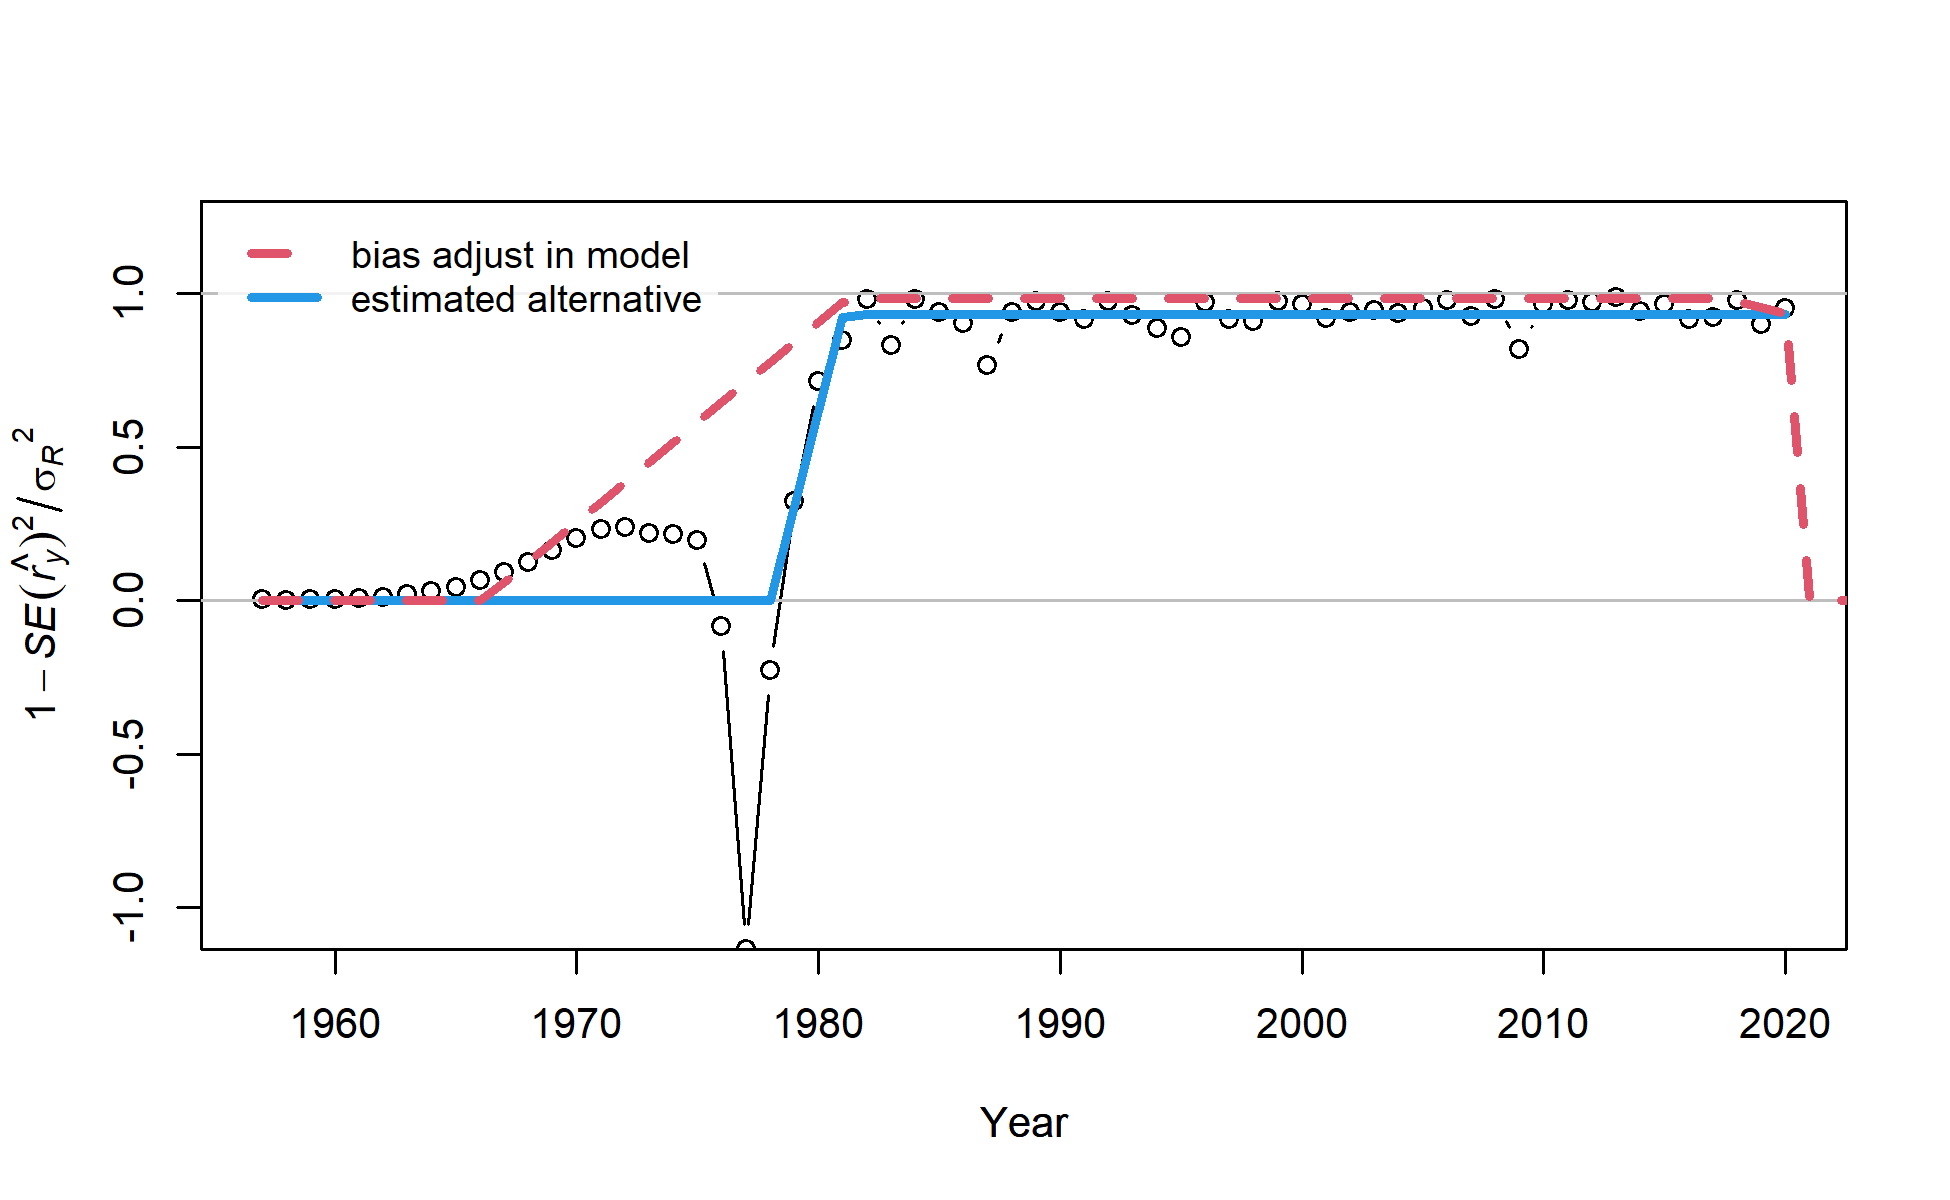 bias adjust in model
estimated alternative
1.0
0.5
0.0
-0.5
-1.0
1 − SE(r̂y)² / σR²
1960 1970 1980 1990 2000 2010 2020
Year